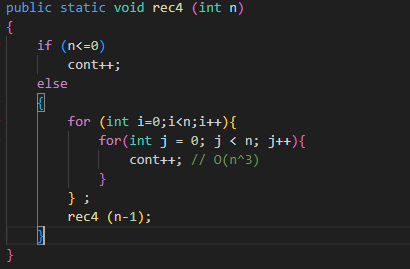 public static void rec4 (int n)
{
    if (n<=0)
        cont++;
    else
    {
        for (int i=0;i<n;i++){
            for(int j = 0; j < n; j++){
                cont++; // O(n^3)
            }
        } ;
        rec4 (n-1);
    }
}